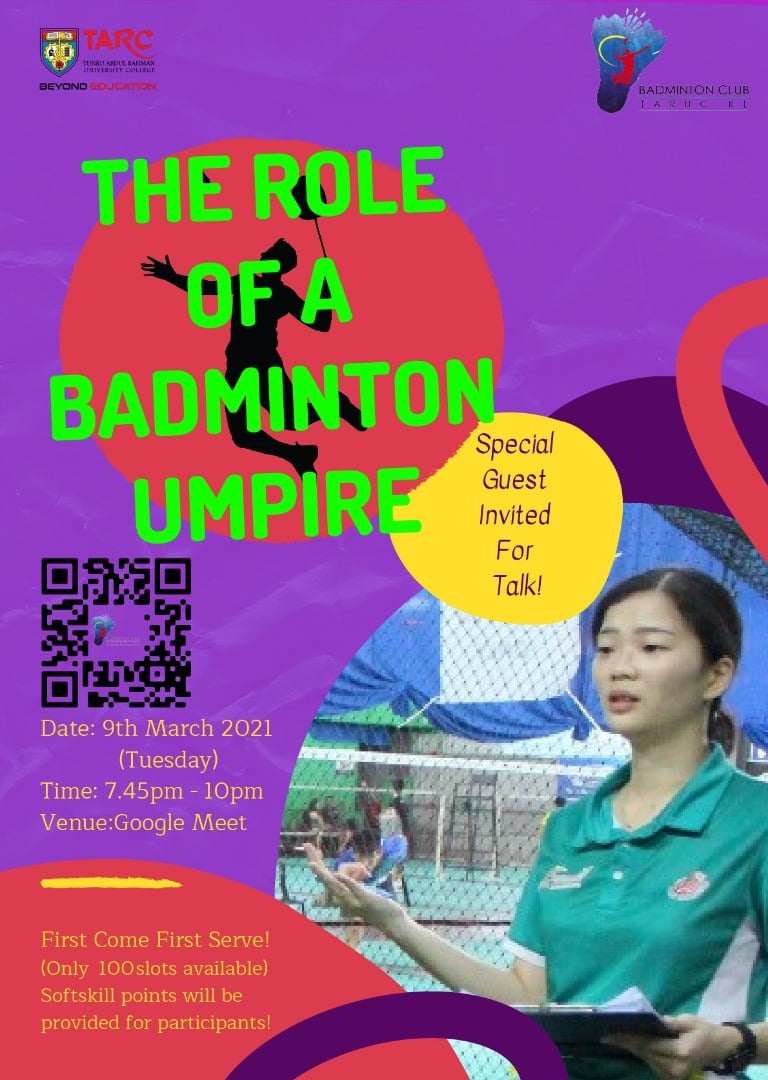 TARC
TUNKU ABDUL RAHMAN
UNIVERSITY COLLEGE
BEYOND EDUCATION
BADMINTON CLUB
TARUC KL
THE ROLE
OF A
BADMINTON
UMPIRE
Special
Guest
Invited
For
Talk!
Date: 9th March 2021
(Tuesday)
Time: 7.45pm - 10pm
Venue:Google Meet
First Come First Serve!
(Only 100slots available)
Softskill points will be
provided for participants!